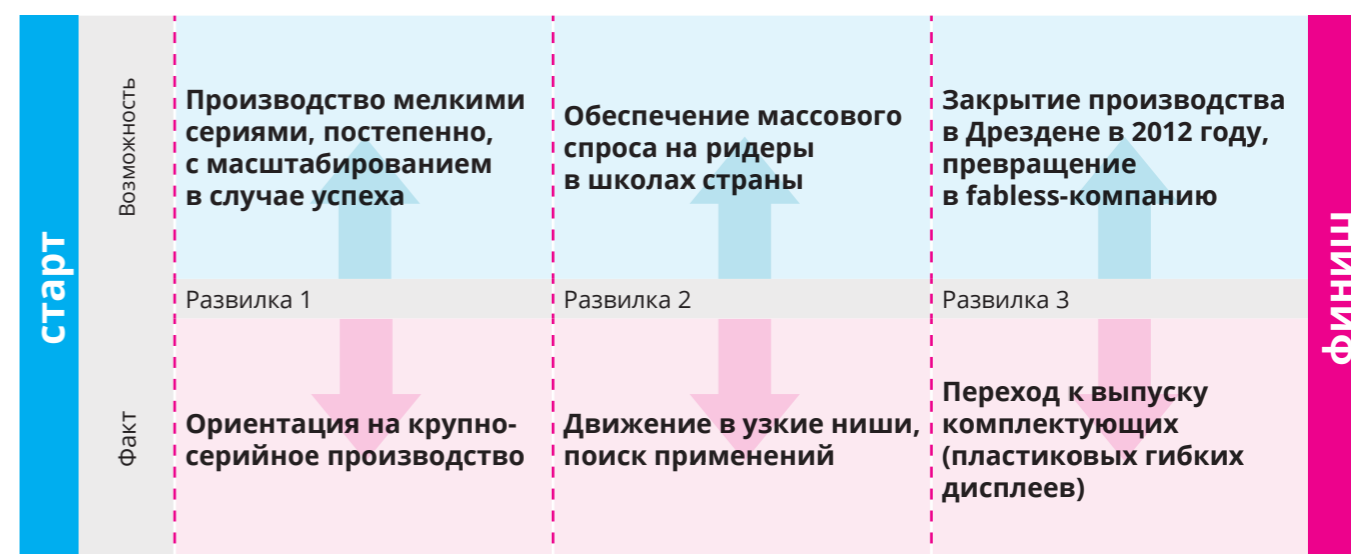 старт
Возможность
Производство мелкими
сериями, постепенно,
с масштабированием
в случае успеха
Обеспечение массового
спроса на ридеры
в школах страны
Закрытие производства
в Дрездене в 2012 году,
превращение
в fabless-компанию
Развилка 1
Развилка 2
Развилка 3
Факт
Ориентация на крупно-
серийное производство
Движение в узкие ниши,
поиск применений
Переход к выпуску
комплектующих
(пластиковых гибких
дисплеев)
финиш